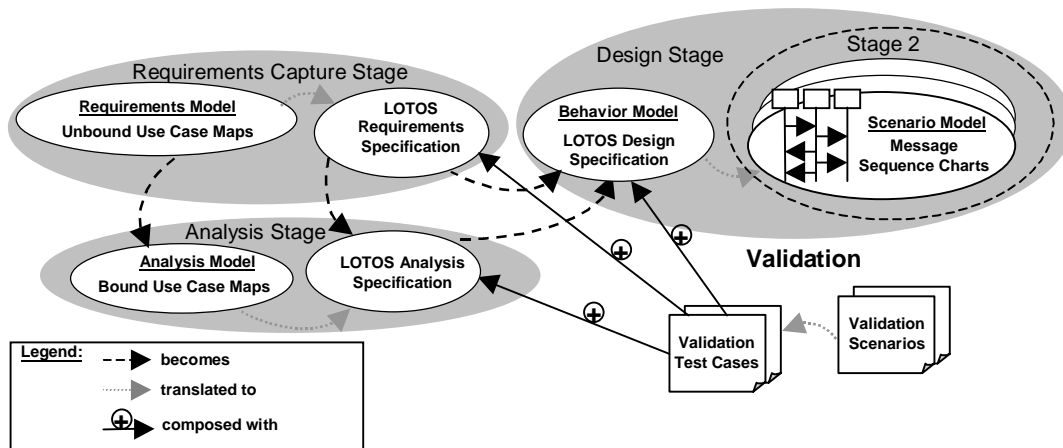 Requirements Capture Stage
Requirements Model
Unbound Use Case Maps
LOTOS
Requirements
Specification
Design Stage
Behavior Model
LOTOS Design
Specification
Stage 2
Scenario Model
Message
Sequence Charts
Analysis Stage
Analysis Model
Bound Use Case Maps
LOTOS Analysis
Specification
Validation
Validation
Test Cases
Validation
Scenarios
Legend:
becomes
translated to
composed with